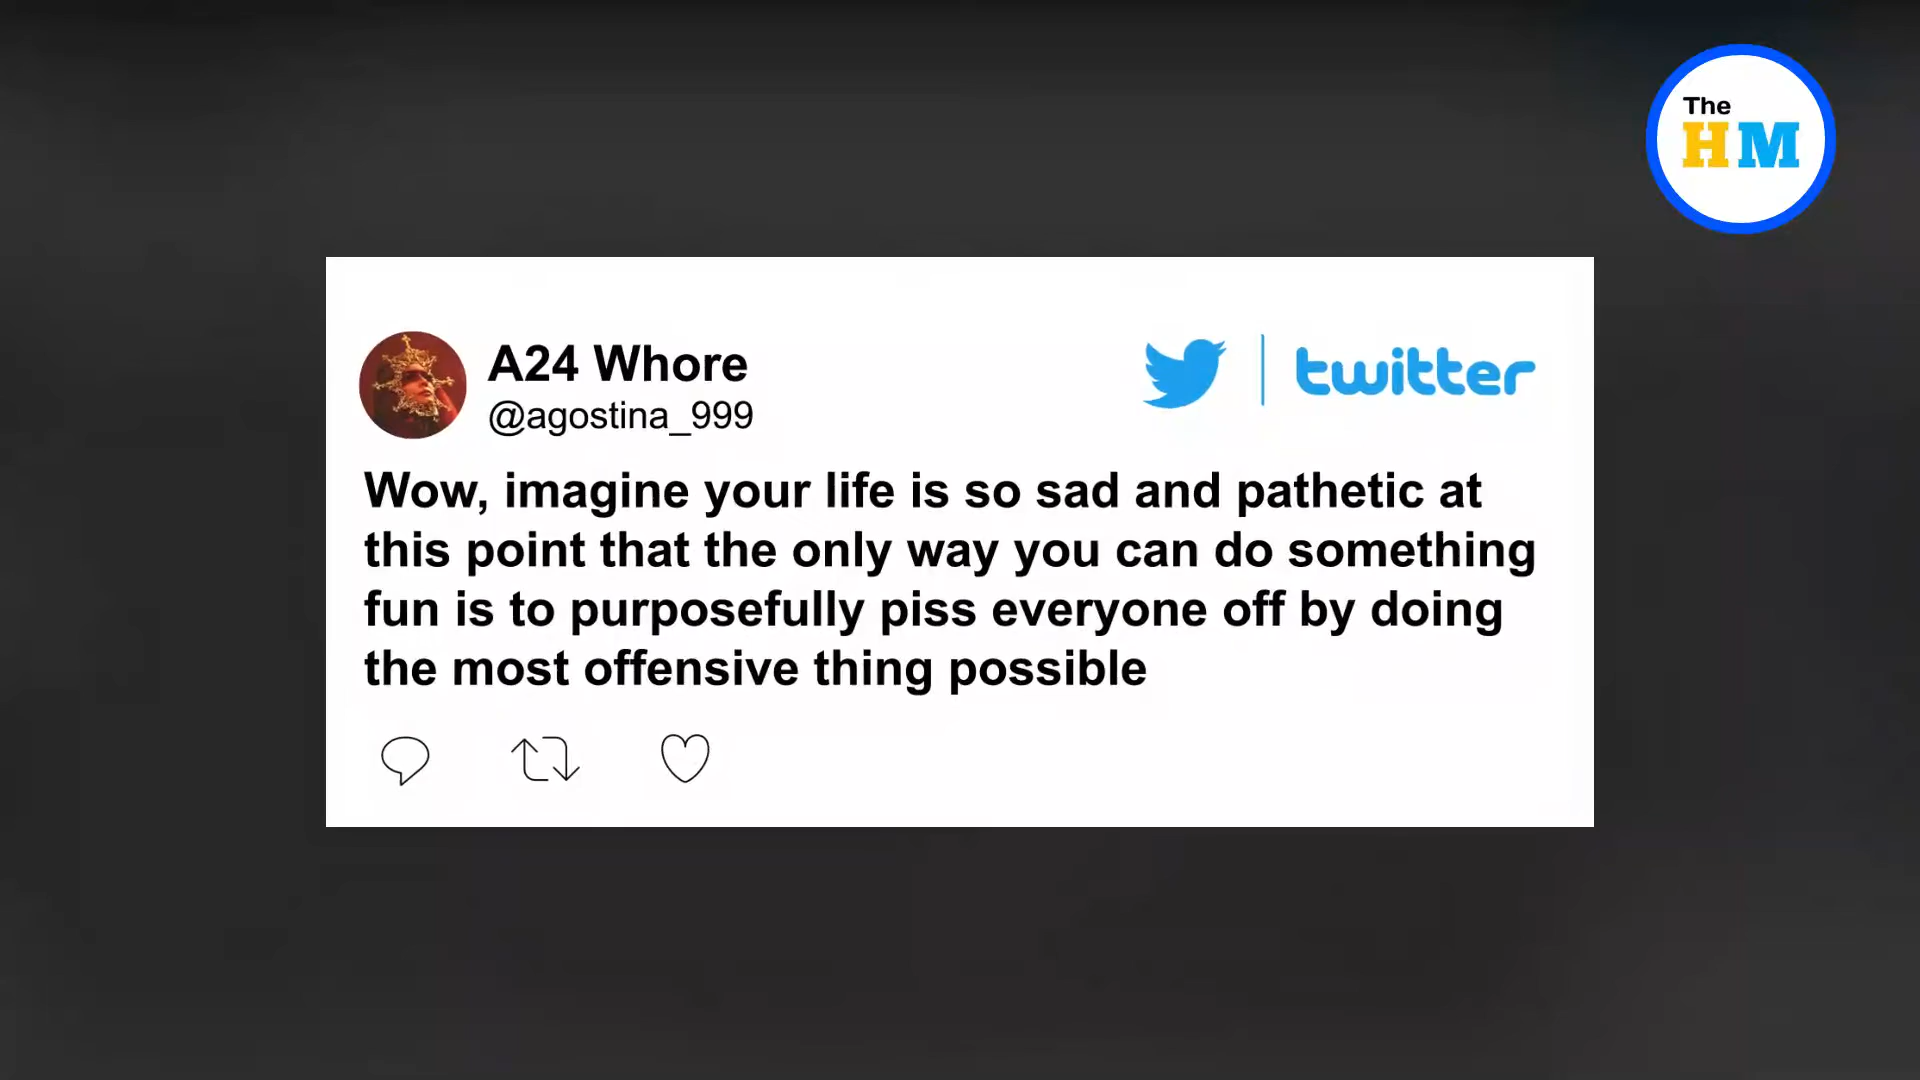 The
HM
A24 Whore
@agostina_999
twitter
Wow, imagine your life is so sad and pathetic at
this point that the only way you can do something
fun is to purposefully piss everyone off by doing
the most offensive thing possible